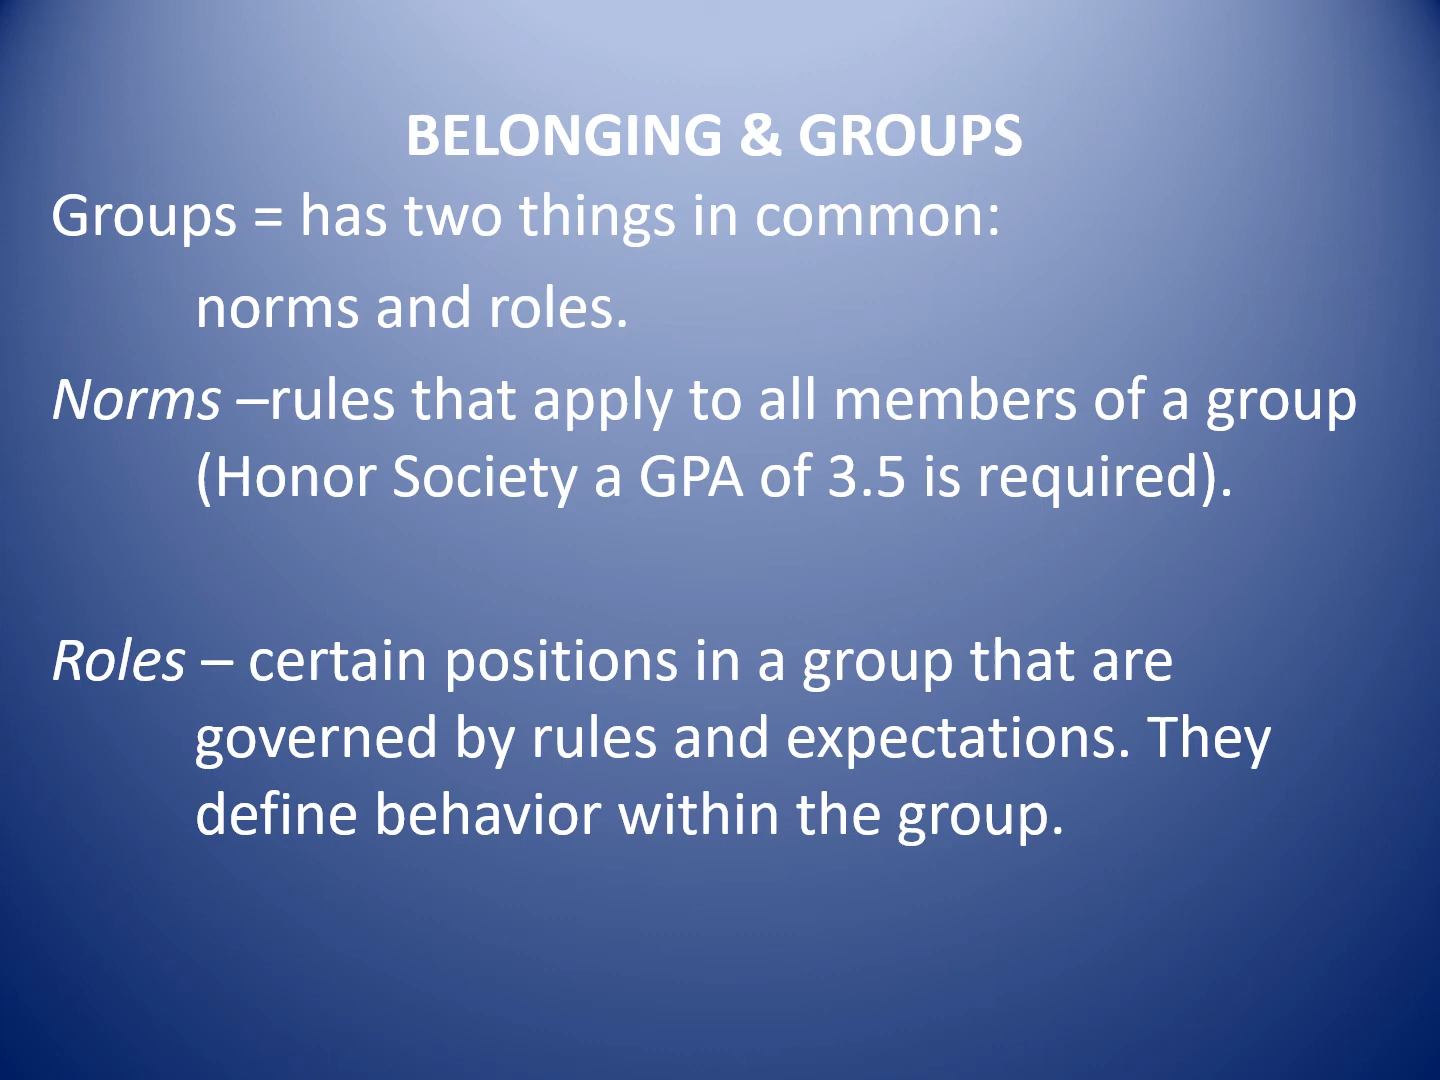 BELONGING & GROUPS
Groups = has two things in common:
norms and roles.
Norms –rules that apply to all members of a group
(Honor Society a GPA of 3.5 is required).
Roles – certain positions in a group that are
governed by rules and expectations. They
define behavior within the group.